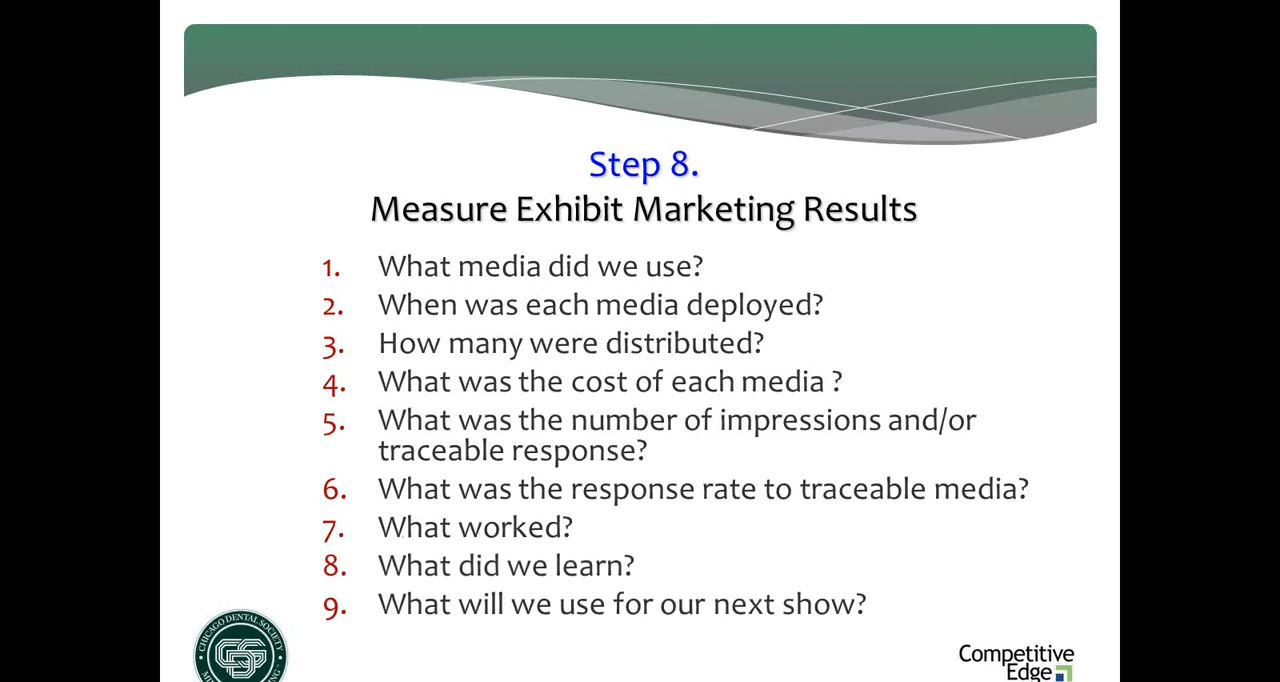 Step 8.
Measure Exhibit Marketing Results
1. What media did we use?
2. When was each media deployed?
3. How many were distributed?
4. What was the cost of each media ?
5. What was the number of impressions and/or
traceable response?
6. What was the response rate to traceable media?
7. What worked?
8. What did we learn?
9. What will we use for our next show?
CHICAGO DENTAL SOCIETY
CDS
Competitive
Edge